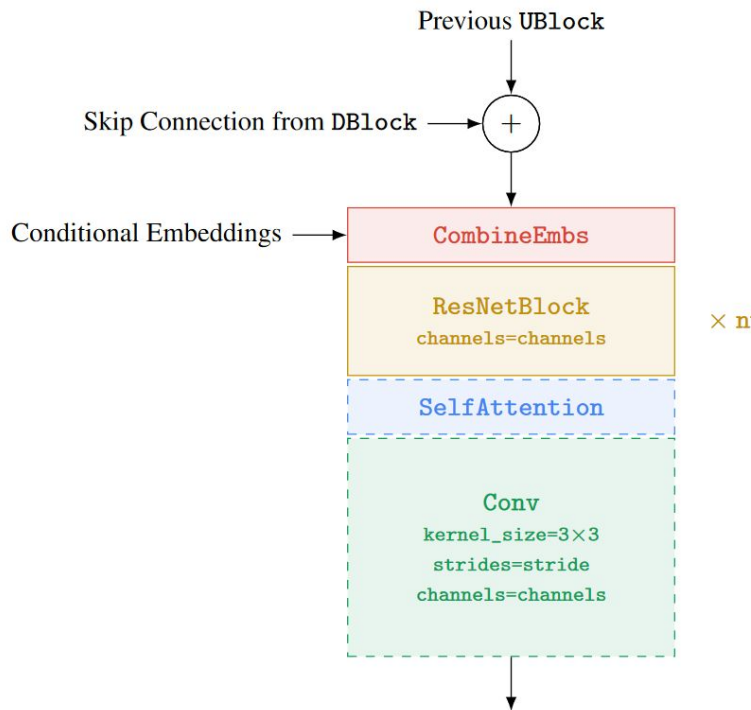 Previous UBlock
+
Skip Connection from DBlock
Conditional Embeddings
CombineEmbs
ResNetBlock
channels=channels
×
SelfAttention
Conv
kernel_size=3×3
strides=stride
channels=channels